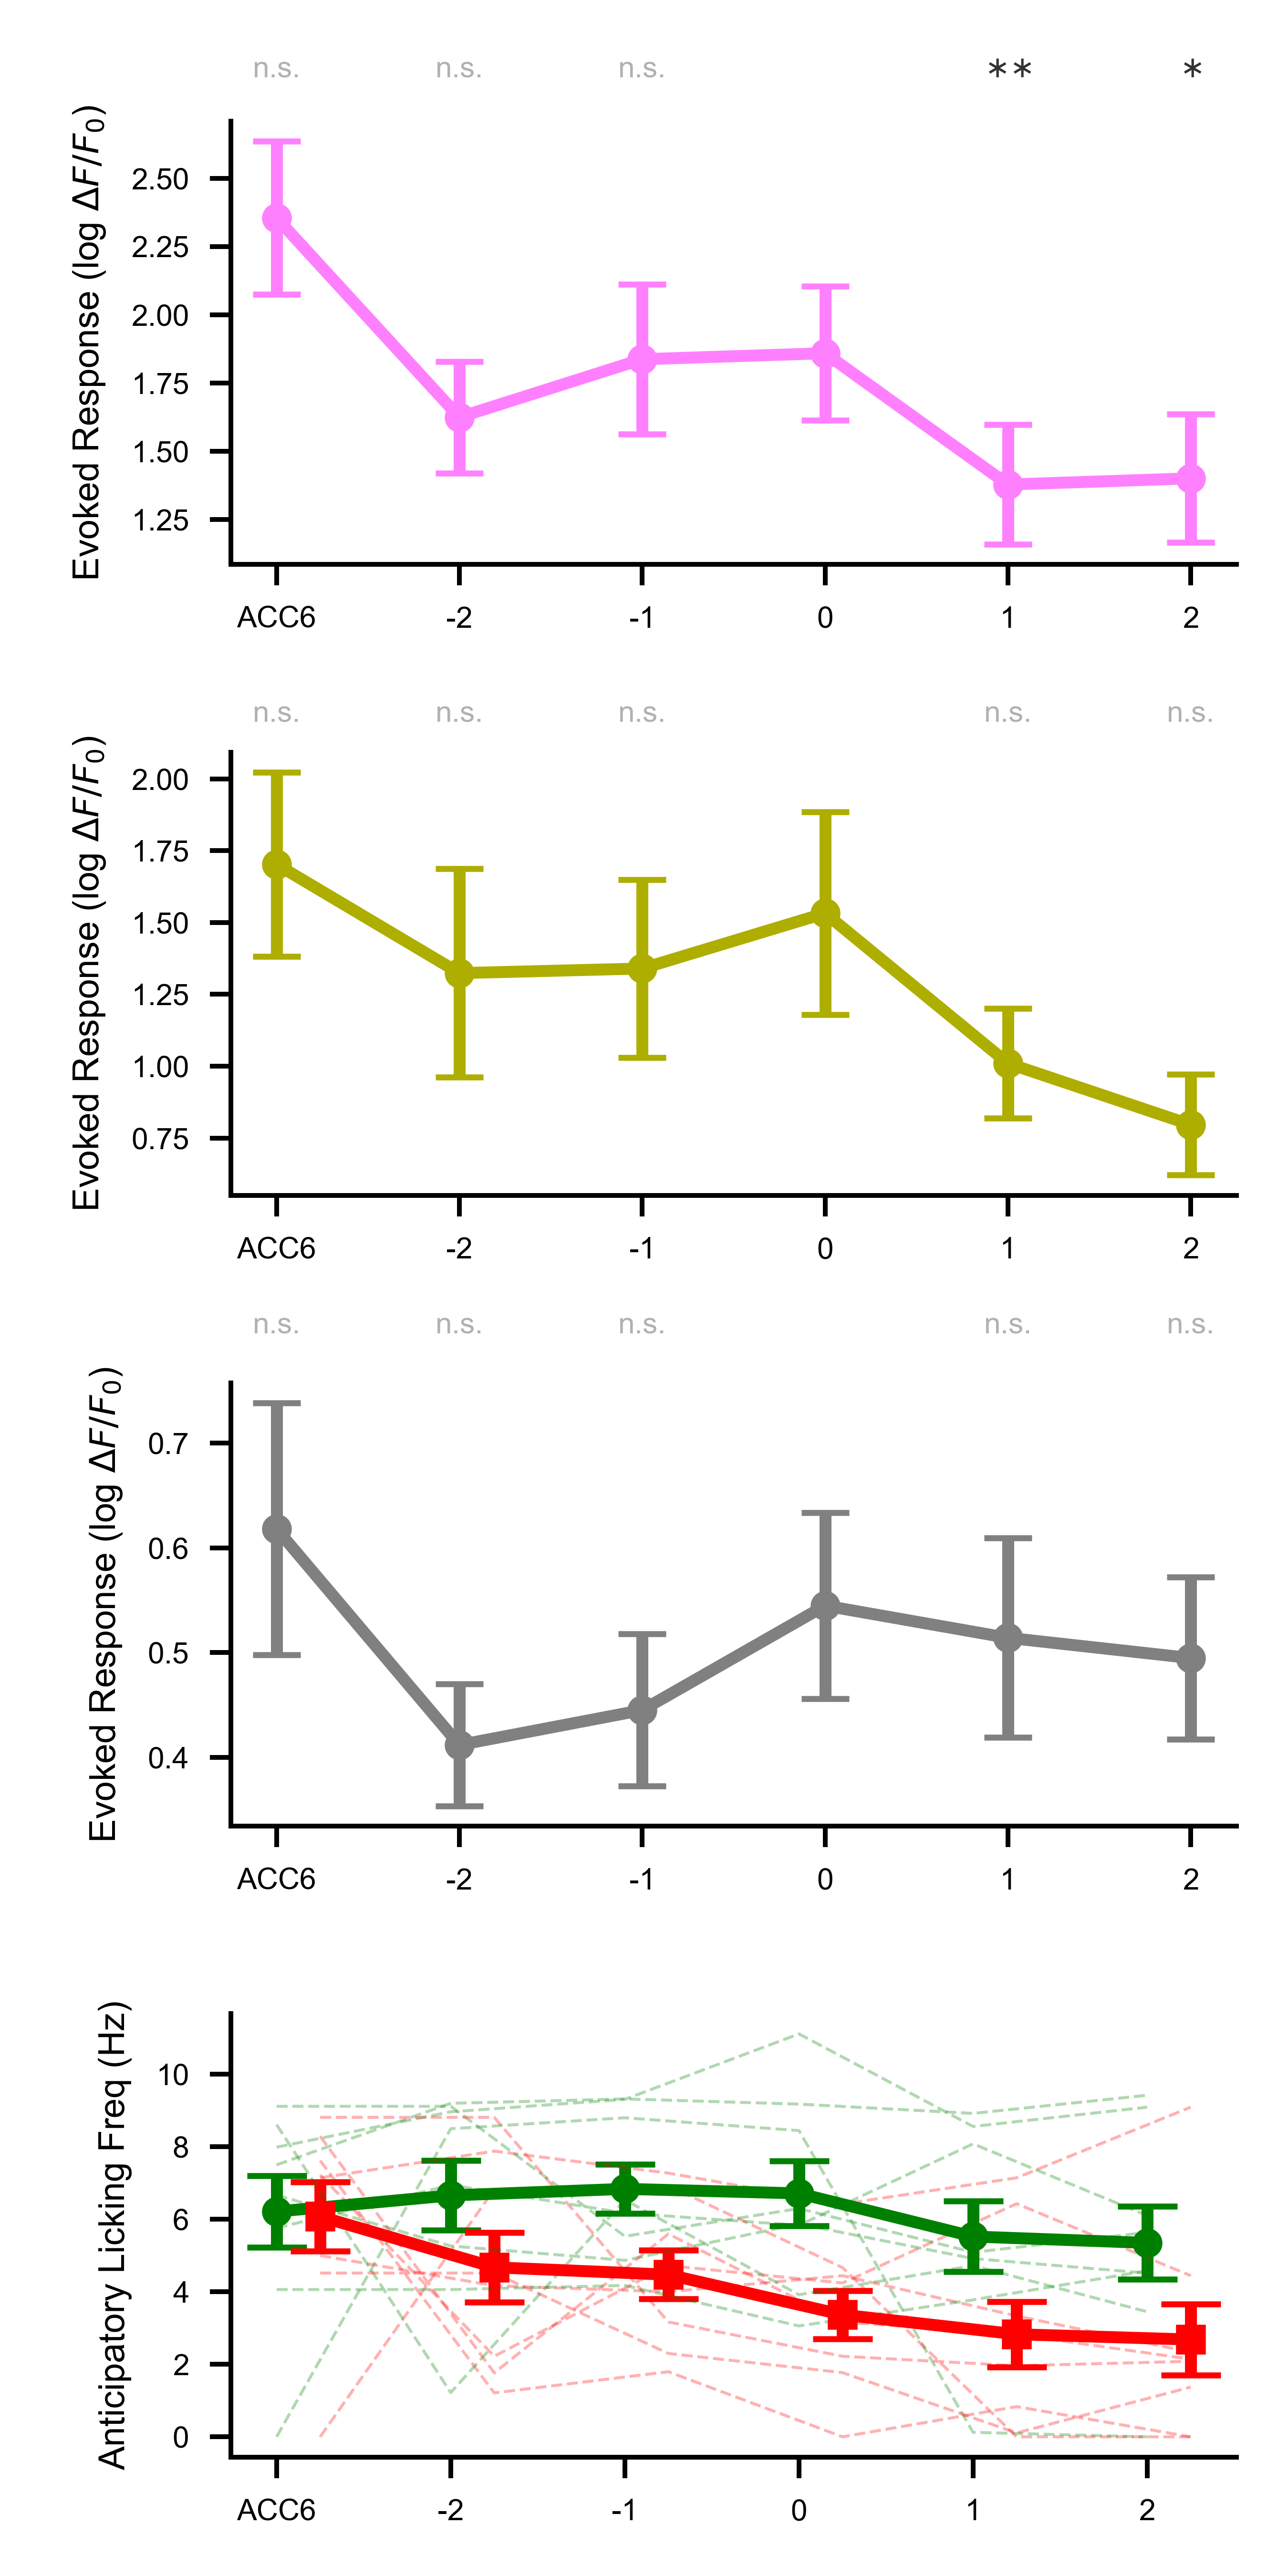 n.s. n.s. n.s. ** *
Evoked Response (log ΔF/F₀)
2.50
2.25
2.00
1.75
1.50
1.25
ACC6 -2 -1 0 1 2
n.s. n.s. n.s. n.s. n.s.
Evoked Response (log ΔF/F₀)
2.00
1.75
1.50
1.25
1.00
0.75
ACC6 -2 -1 0 1 2
n.s. n.s. n.s. n.s. n.s.
Evoked Response (log ΔF/F₀)
0.7
0.6
0.5
0.4
ACC6 -2 -1 0 1 2
Anticipatory Licking Freq (Hz)
10
8
6
4
2
0
ACC6 -2 -1 0 1 2